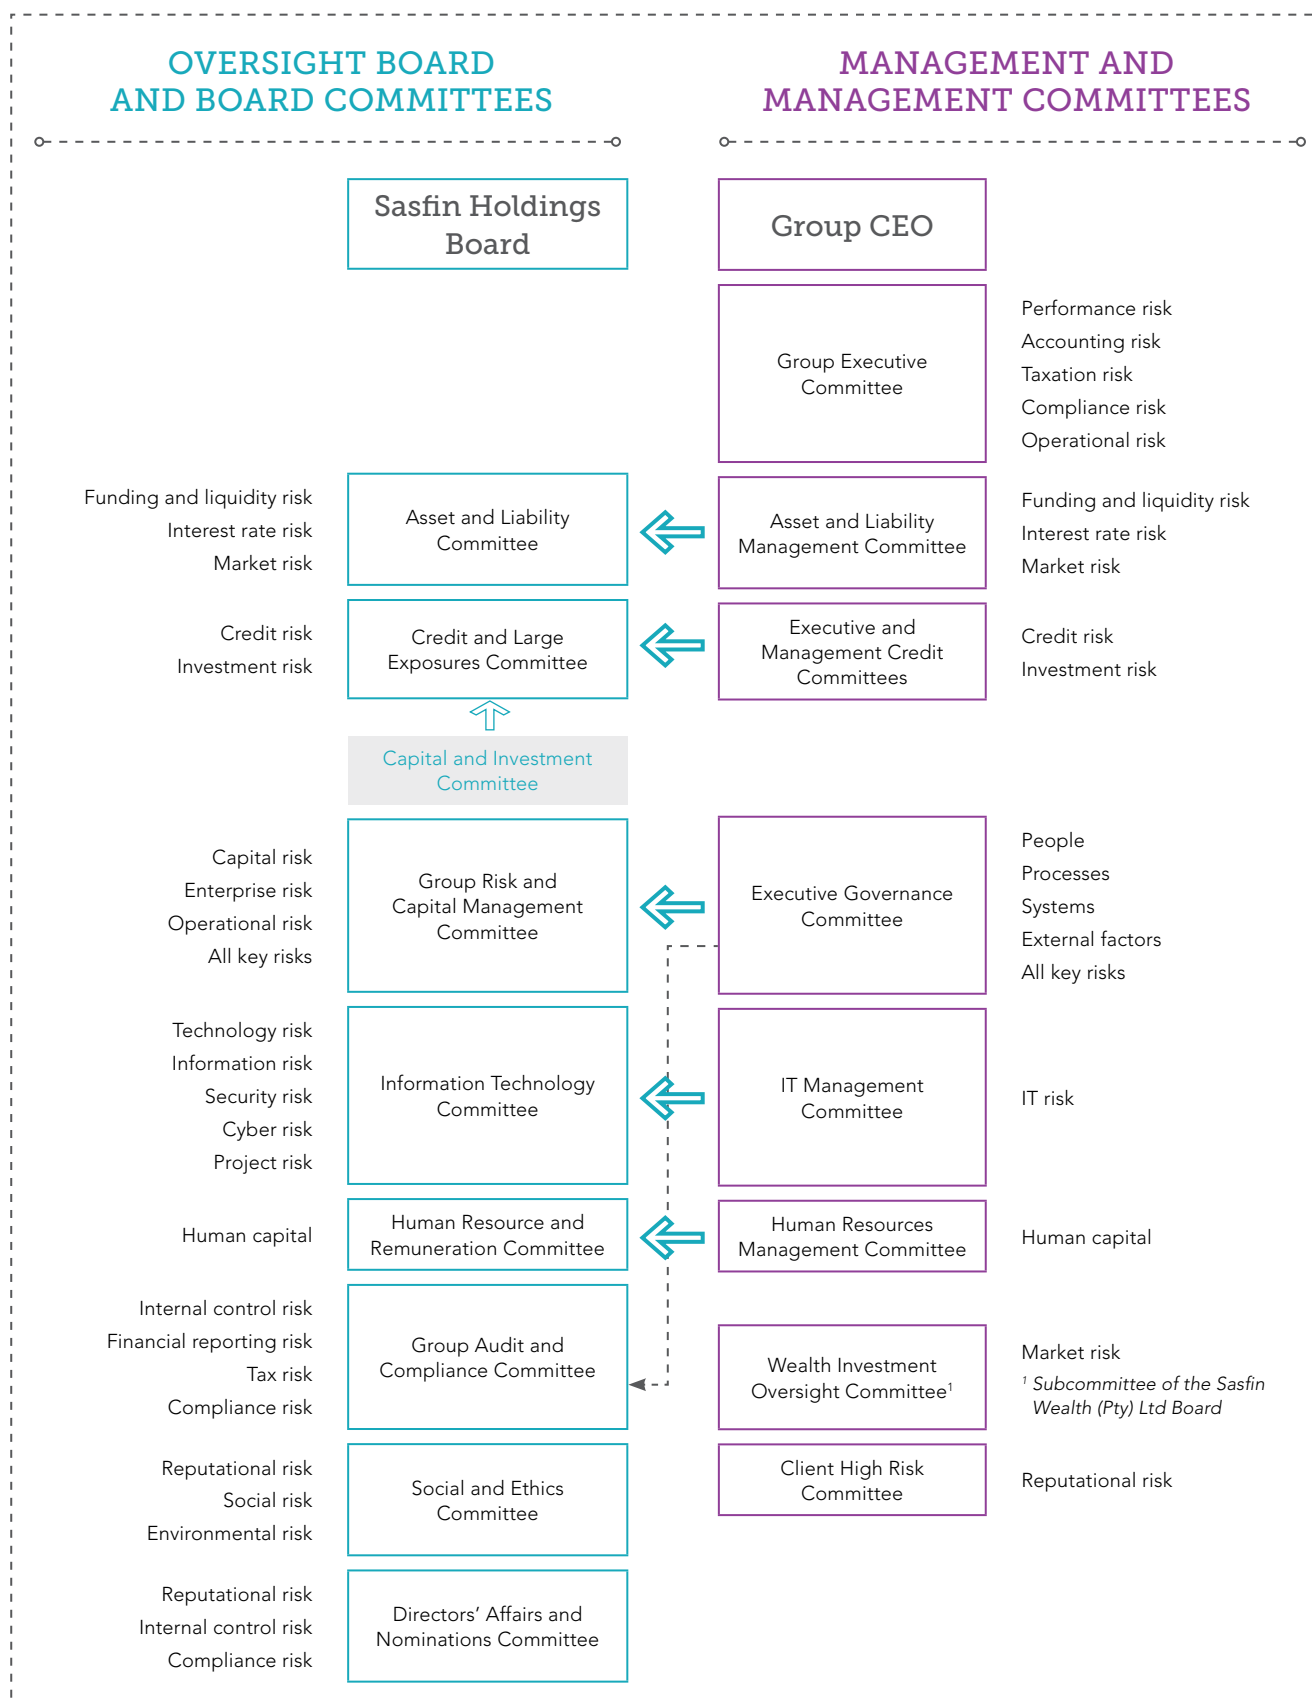 OVERSIGHT BOARD
AND BOARD COMMITTEES
MANAGEMENT AND
MANAGEMENT COMMITTEES
Sasfin Holdings
Board
Group CEO
Group Executive
Committee
Performance risk
Accounting risk
Taxation risk
Compliance risk
Operational risk
Funding and liquidity risk
Interest rate risk
Market risk
Asset and Liability
Committee
Asset and Liability
Management Committee
Funding and liquidity risk
Interest rate risk
Market risk
Credit risk
Investment risk
Credit and Large
Exposures Committee
Executive and
Management Credit
Committees
Credit risk
Investment risk
Capital and Investment
Committee
Capital risk
Enterprise risk
Operational risk
All key risks
Group Risk and
Capital Management
Committee
Executive Governance
Committee
People
Processes
Systems
External factors
All key risks
Technology risk
Information risk
Security risk
Cyber risk
Project risk
Information Technology
Committee
IT Management
Committee
IT risk
Human capital
Human Resource and
Remuneration Committee
Human Resources
Management Committee
Human capital
Internal control risk
Financial reporting risk
Tax risk
Compliance risk
Group Audit and
Compliance Committee
Wealth Investment
Oversight Committee¹
Market risk
¹ Subcommittee of the Sasfin
Wealth (Pty) Ltd Board
Reputational risk
Social risk
Environmental risk
Social and Ethics
Committee
Client High Risk
Committee
Reputational risk
Reputational risk
Internal control risk
Compliance risk
Directors’ Affairs and
Nominations Committee